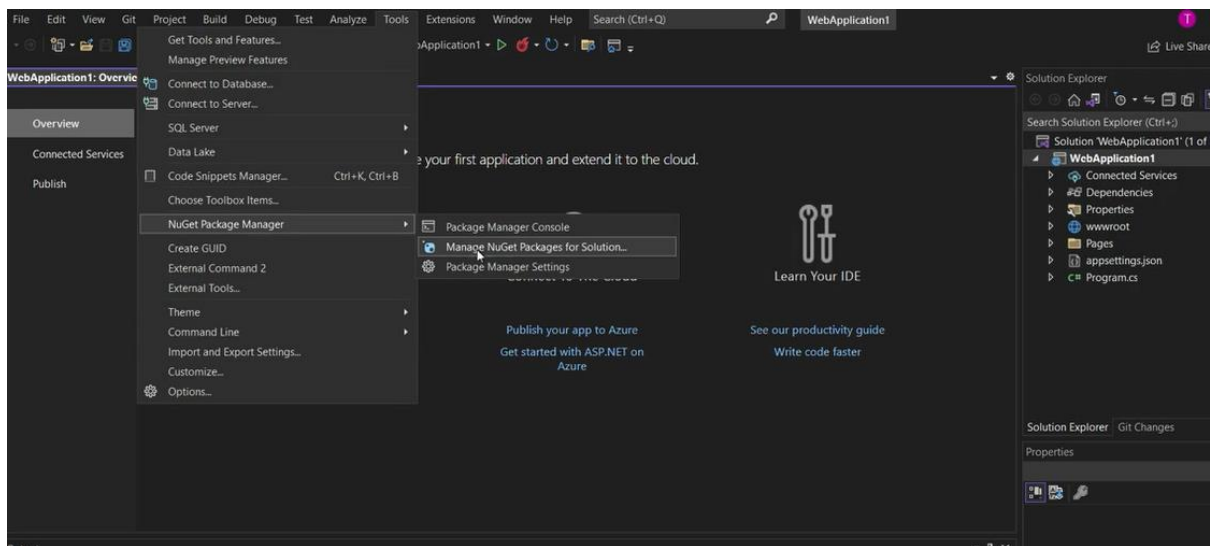 File Edit View Git Project Build Debug Test Analyze Tools Extensions Window Help Search (Ctrl+Q) WebApplication1 T
Application1 Live Share
WebApplication1: Overvie
Overview
Connected Services
Publish
Get Tools and Features...
Manage Preview Features
Connect to Database...
Connect to Server...
SQL Server
Data Lake
Code Snippets Manager... Ctrl+K, Ctrl+B
Choose Toolbox Items...
NuGet Package Manager
Create GUID
External Command 2
External Tools...
Theme
Command Line
Import and Export Settings...
Customize...
Options...
Package Manager Console
Manage NuGet Packages for Solution...
Package Manager Settings
your first application and extend it to the cloud.
Learn Your IDE
Publish your app to Azure
Get started with ASP.NET on
Azure
See our productivity guide
Write code faster
Solution Explorer
Search Solution Explorer (Ctrl+;)
Solution 'WebApplication1' (1 of
WebApplication1
Connected Services
Dependencies
Properties
wwwroot
Pages
appsettings.json
C# Program.cs
Solution Explorer Git Changes
Properties